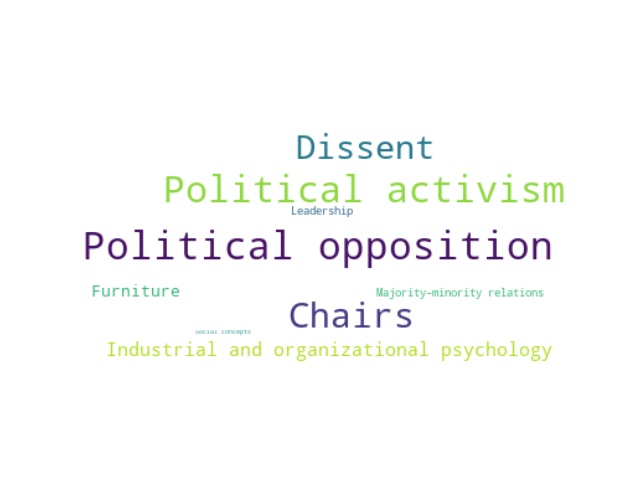 Dissent
Political activism
Leadership
Political opposition
Furniture
Majority-minority relations
Chairs
Social concepts
Industrial and organizational psychology